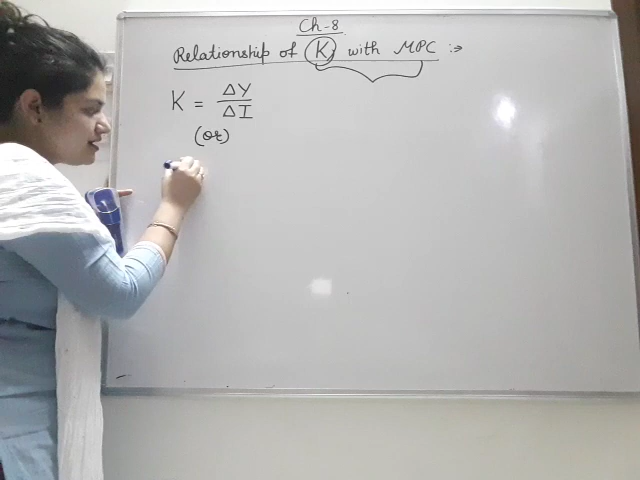 Ch-8
Relationship of K with MPC :→
K = ΔY/ΔI
(or)